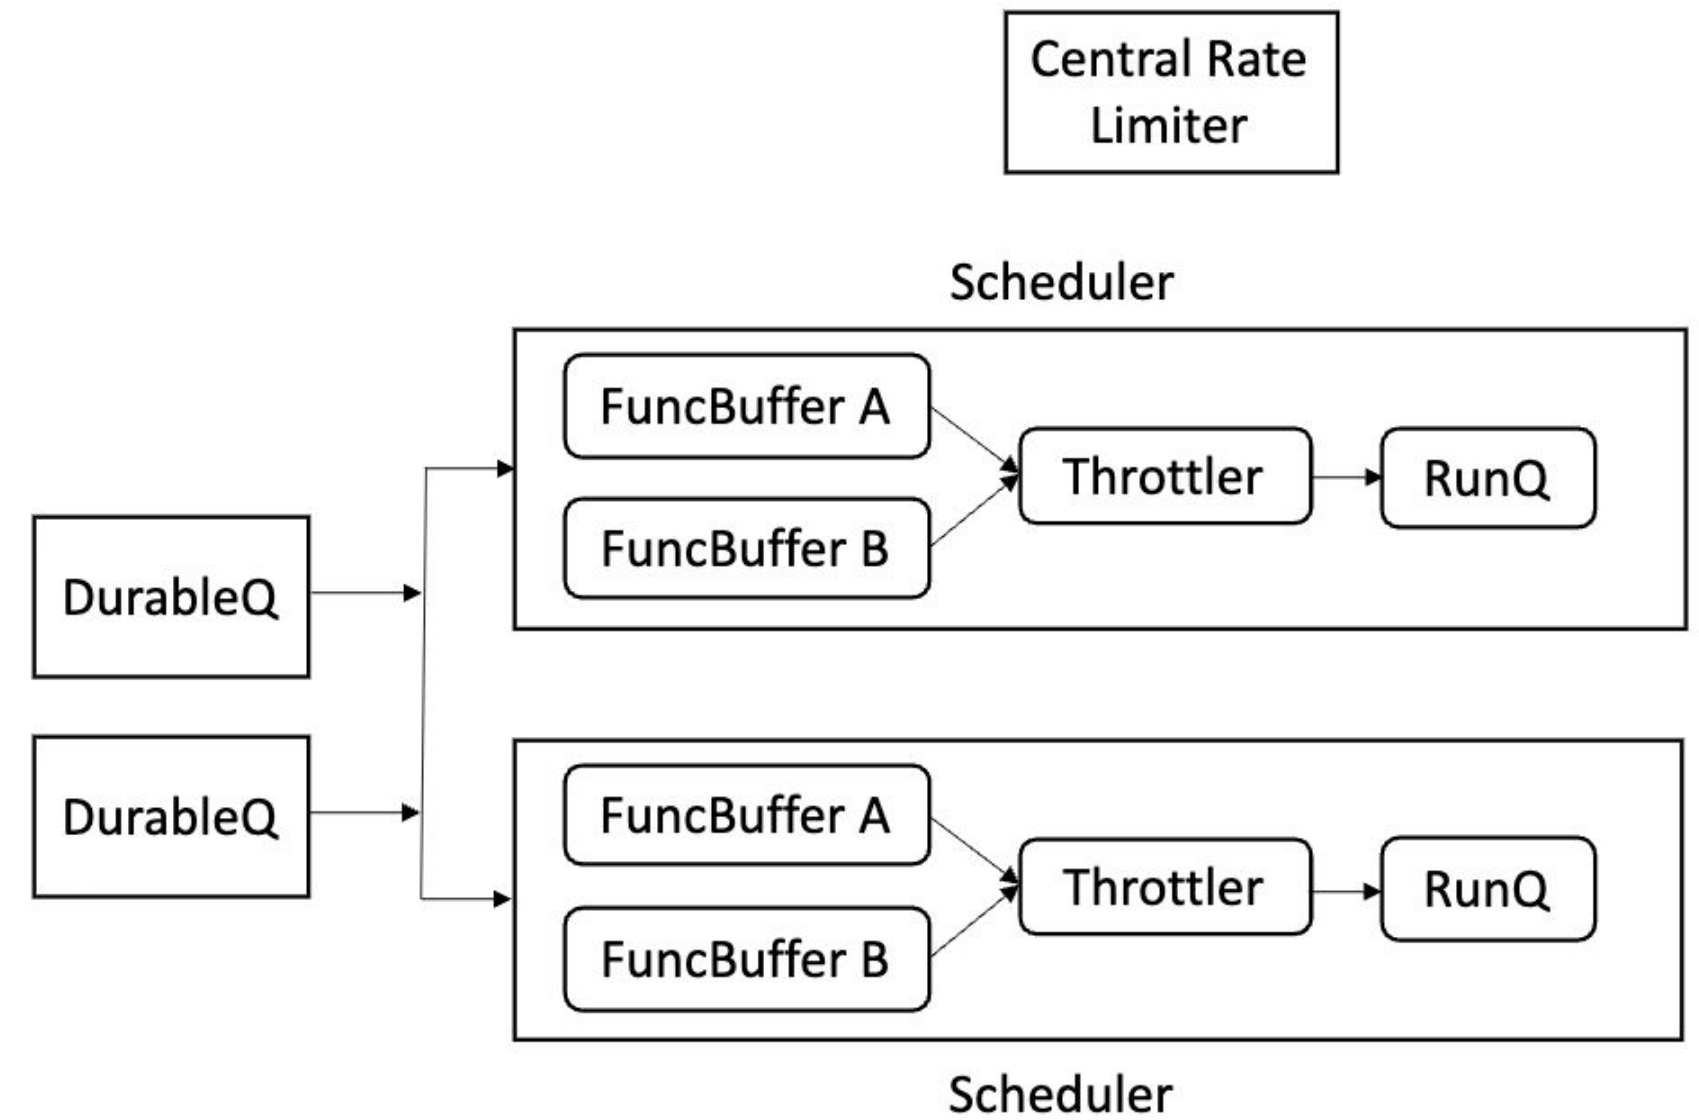 Central Rate
Limiter
Scheduler
FuncBuffer A
FuncBuffer B
Throttler
RunQ
DurableQ
DurableQ
FuncBuffer A
FuncBuffer B
Throttler
RunQ
Scheduler